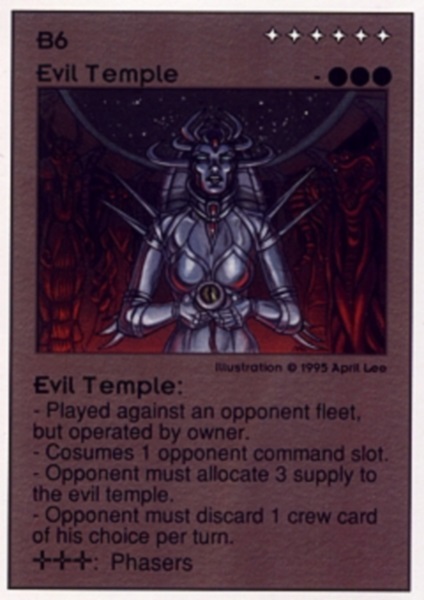 B6
Evil Temple -
Illustration © 1995 April Lee
Evil Temple:
- Played against an opponent fleet,
but operated by owner.
- Cosumes 1 opponent command slot.
- Opponent must allocate 3 supply to
the evil temple.
- Opponent must discard 1 crew card
of his choice per turn.
: Phasers